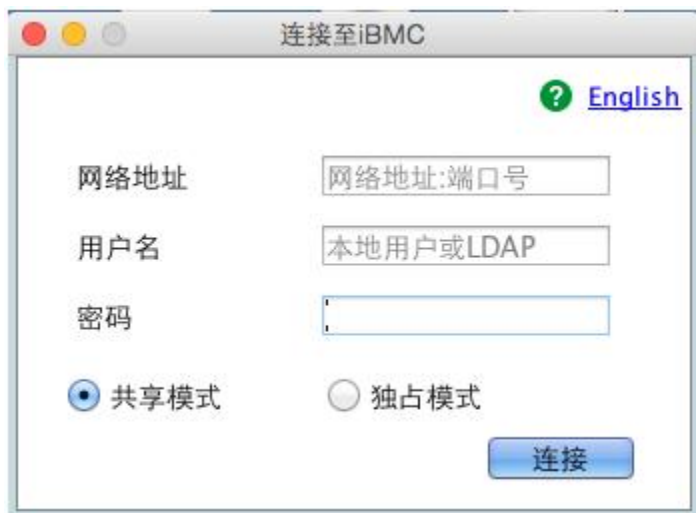 连接至iBMC
? English
网络地址 网络地址:端口号
用户名 本地用户或LDAP
密码
共享模式 独占模式
连接